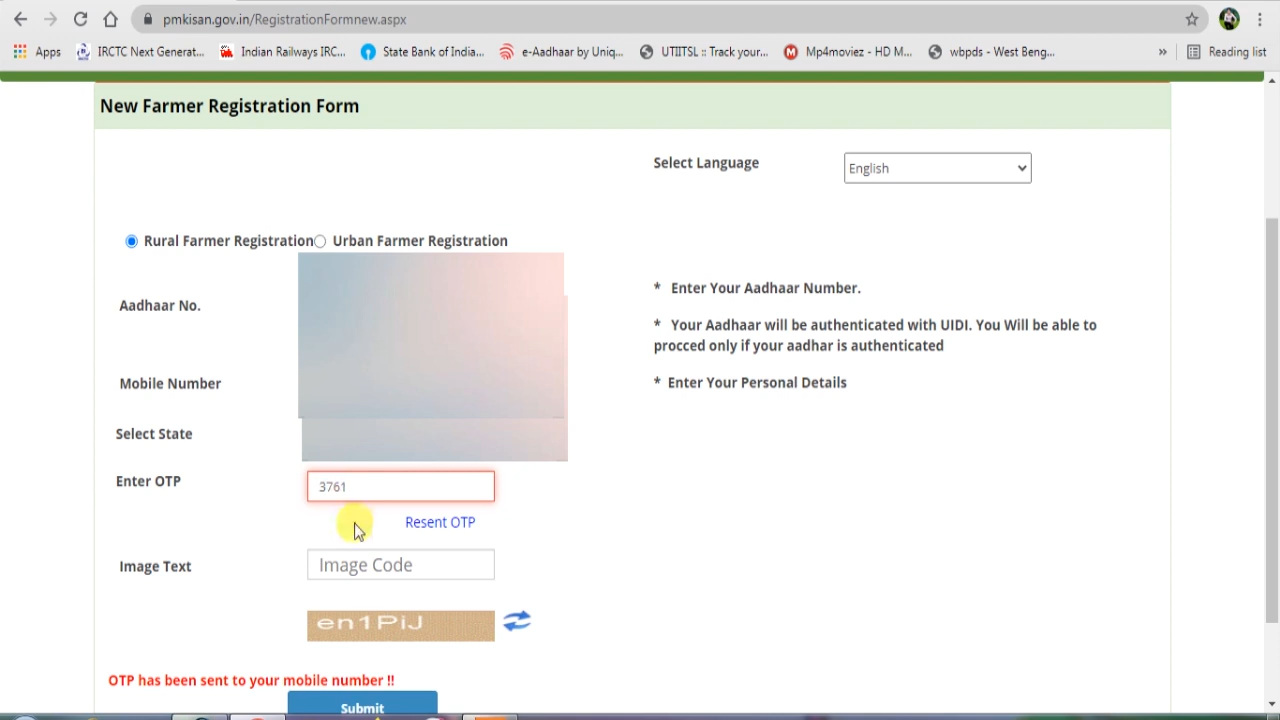 pmkisan.gov.in/RegistrationFormnew.aspx
Apps IRCTC Next Generat... Indian Railways IRC... State Bank of India... e-Aadhaar by Uniq... UTIITSL :: Track your... Mp4moviez - HD M... wbpds - West Beng... » Reading list
New Farmer Registration Form
Select Language English
Rural Farmer Registration Urban Farmer Registration
Aadhaar No.
* Enter Your Aadhaar Number.
* Your Aadhaar will be authenticated with UIDI. You Will be able to
procced only if your aadhar is authenticated
Mobile Number
* Enter Your Personal Details
Select State
Enter OTP 3761
Resent OTP
Image Text Image Code
en1PiJ
OTP has been sent to your mobile number !!
Submit